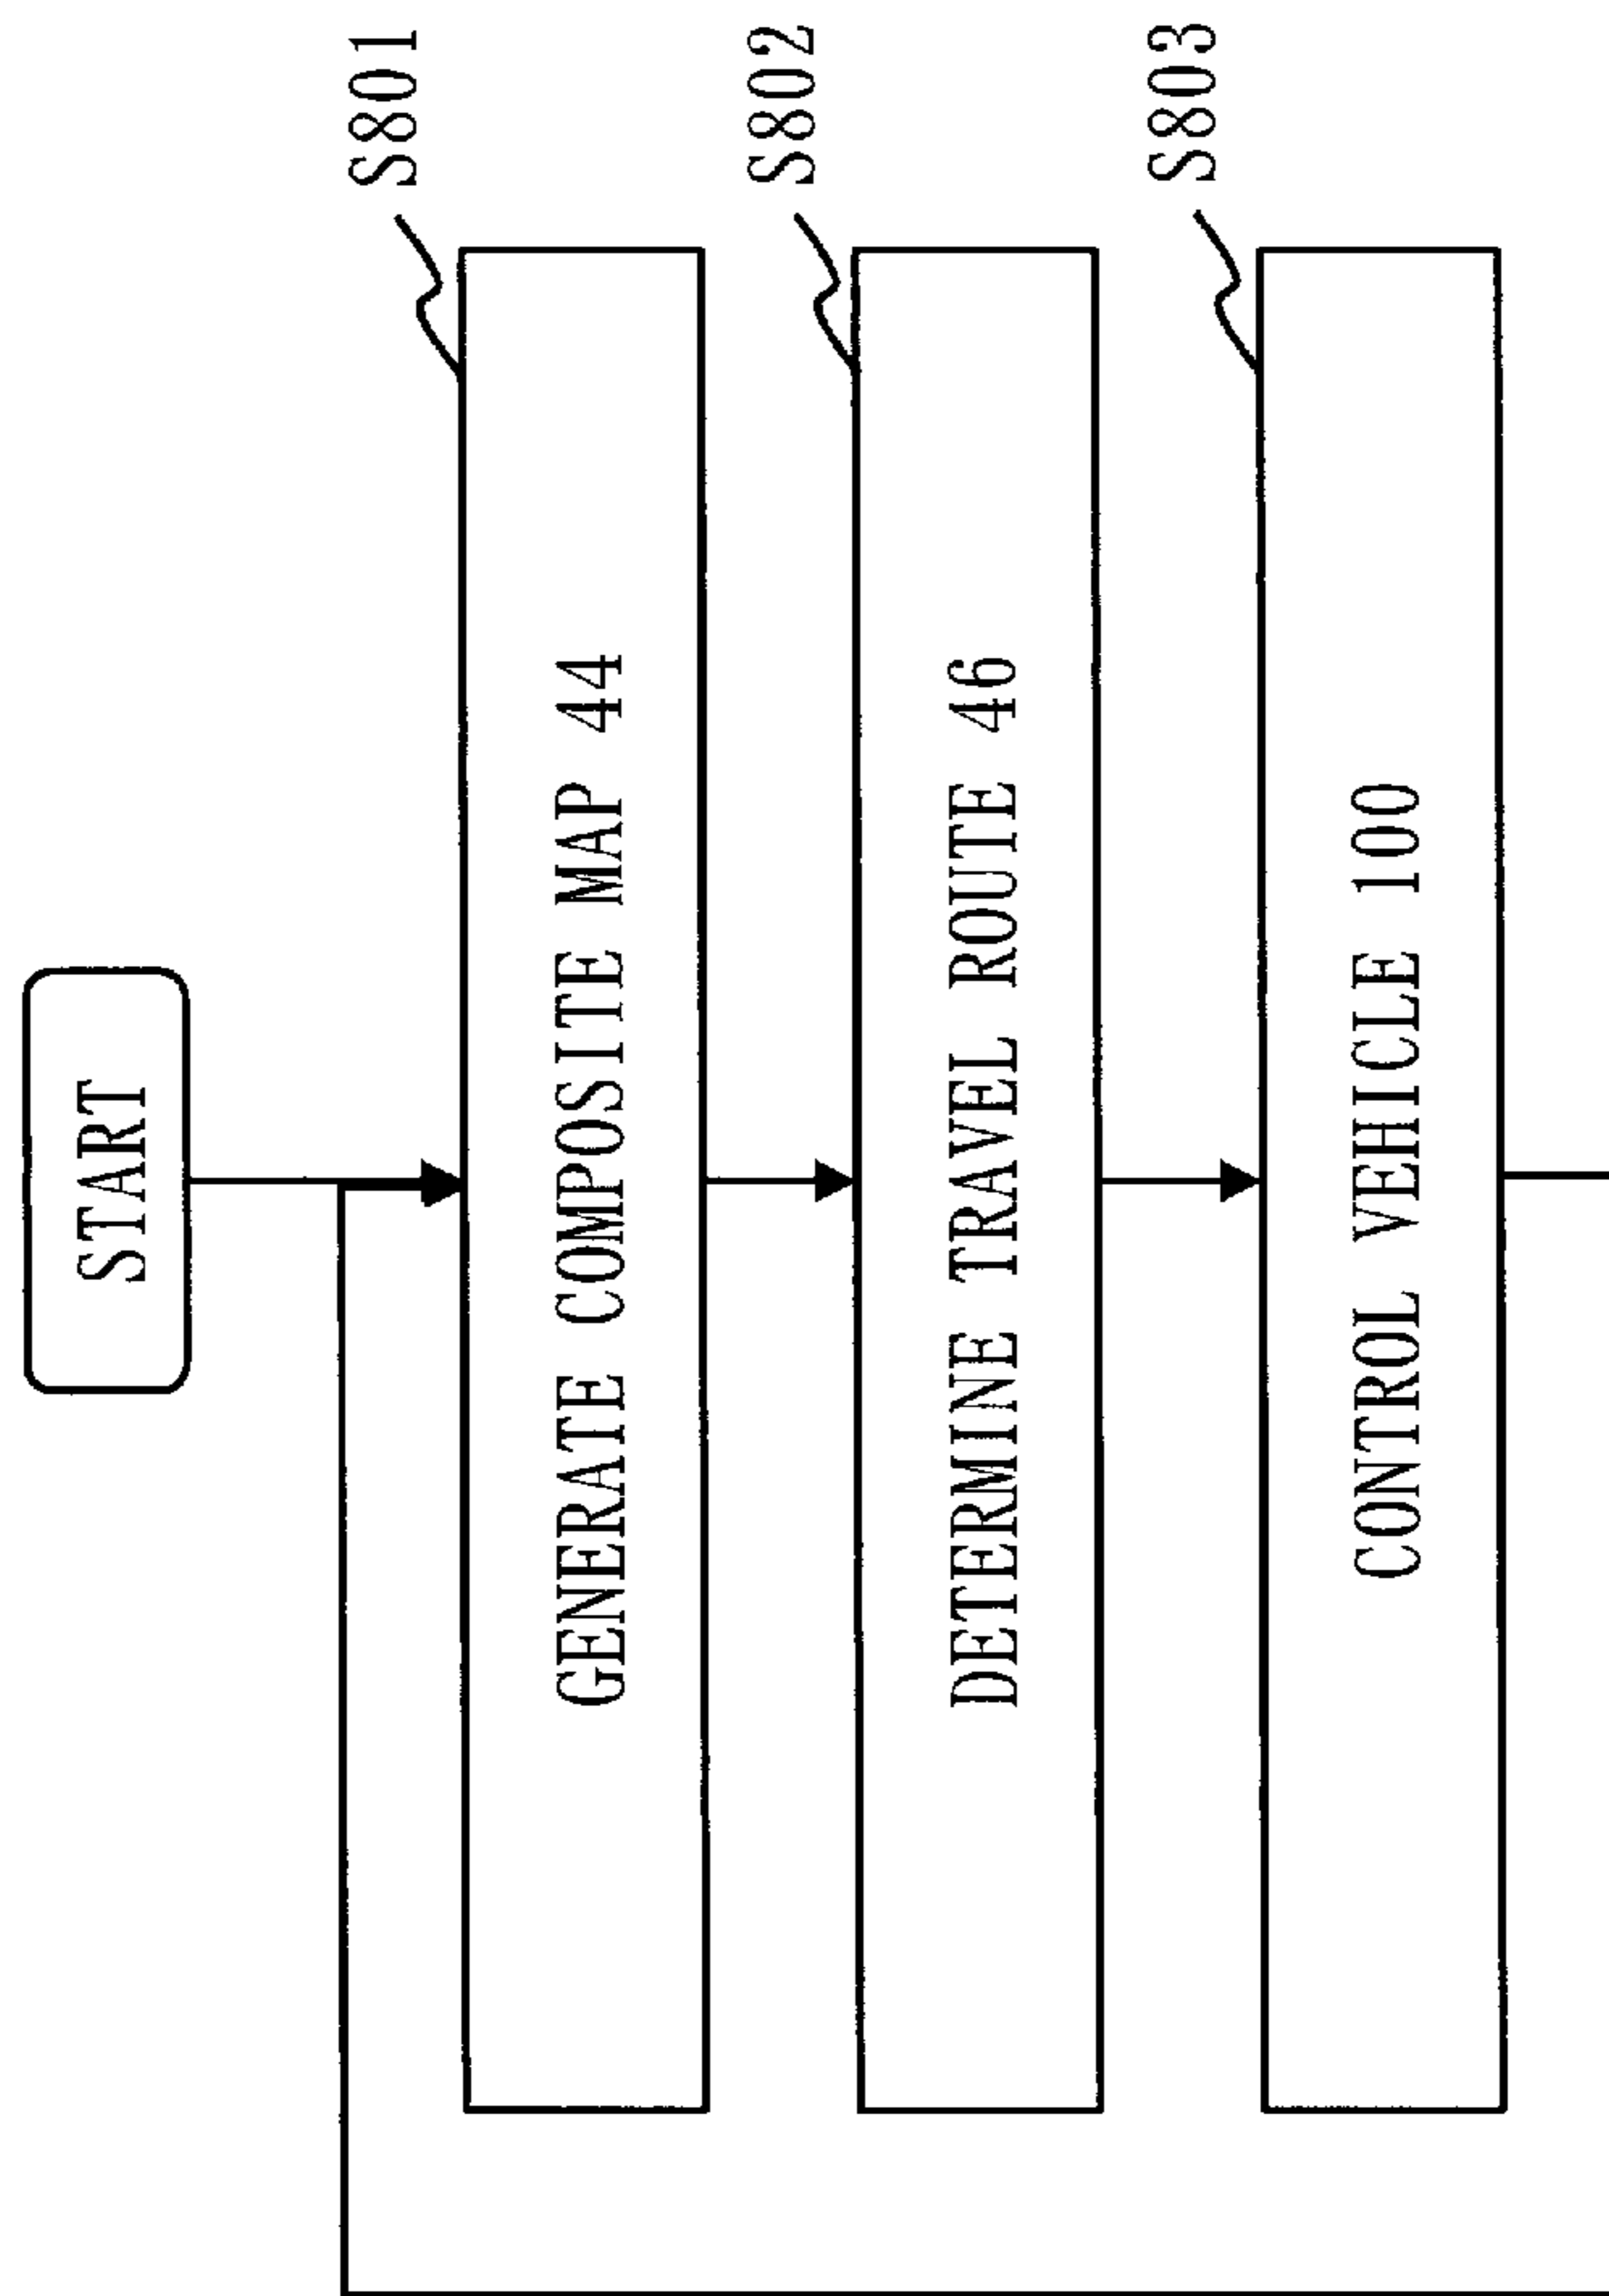 START
S801
GENERATE COMPOSITE MAP 44
S802
DETERMINE TRAVEL ROUTE 46
S803
CONTROL VEHICLE 100